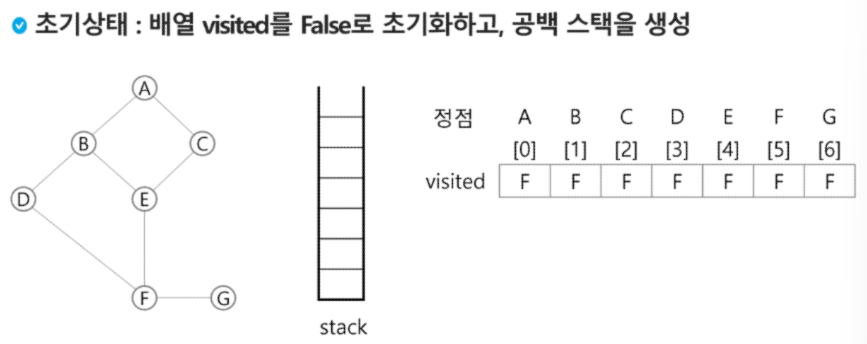 초기상태 : 배열 visited를 False로 초기화하고, 공백 스택을 생성
A
B
C
D
E
F
G
stack
정점 A B C D E F G
[0] [1] [2] [3] [4] [5] [6]
visited F F F F F F F